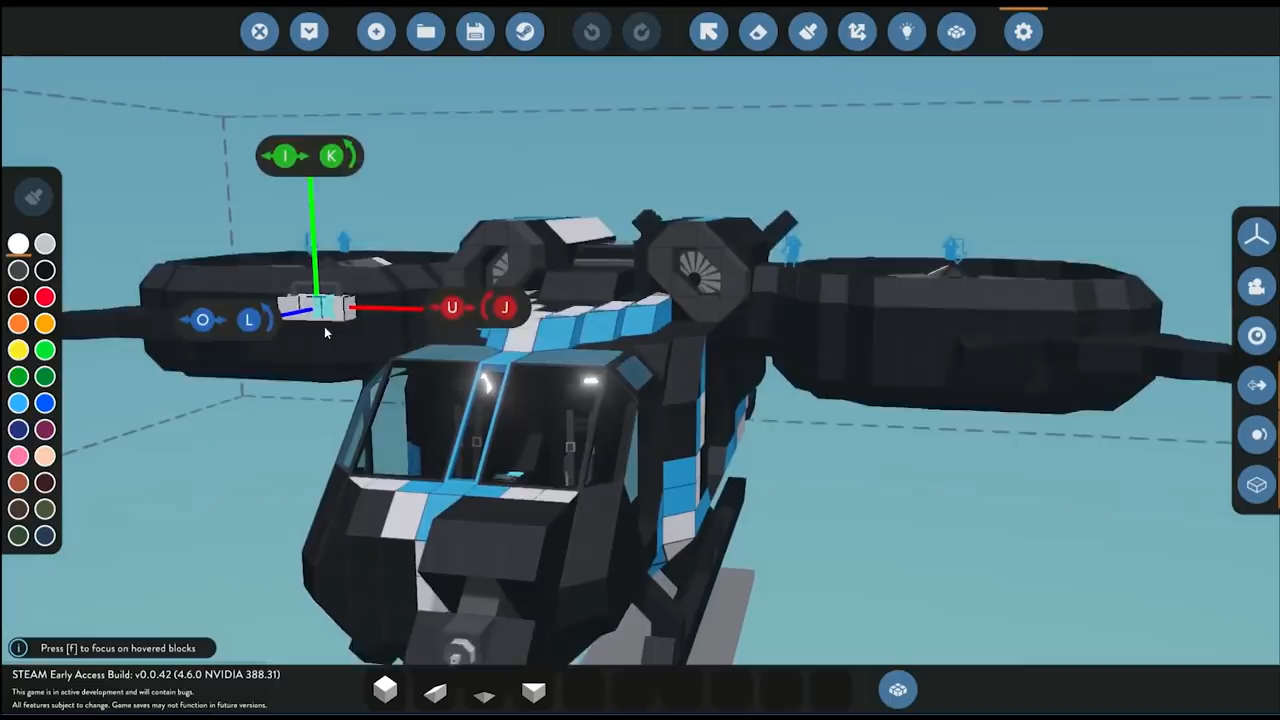 I K
O L
U J
Press [f] to focus on hovered blocks
STEAM Early Access Build: v0.0.42 (4.6.0 NVIDIA 388.31)
This game is in active development and will contain bugs.
All features subject to change. Game saves may not function in future versions.